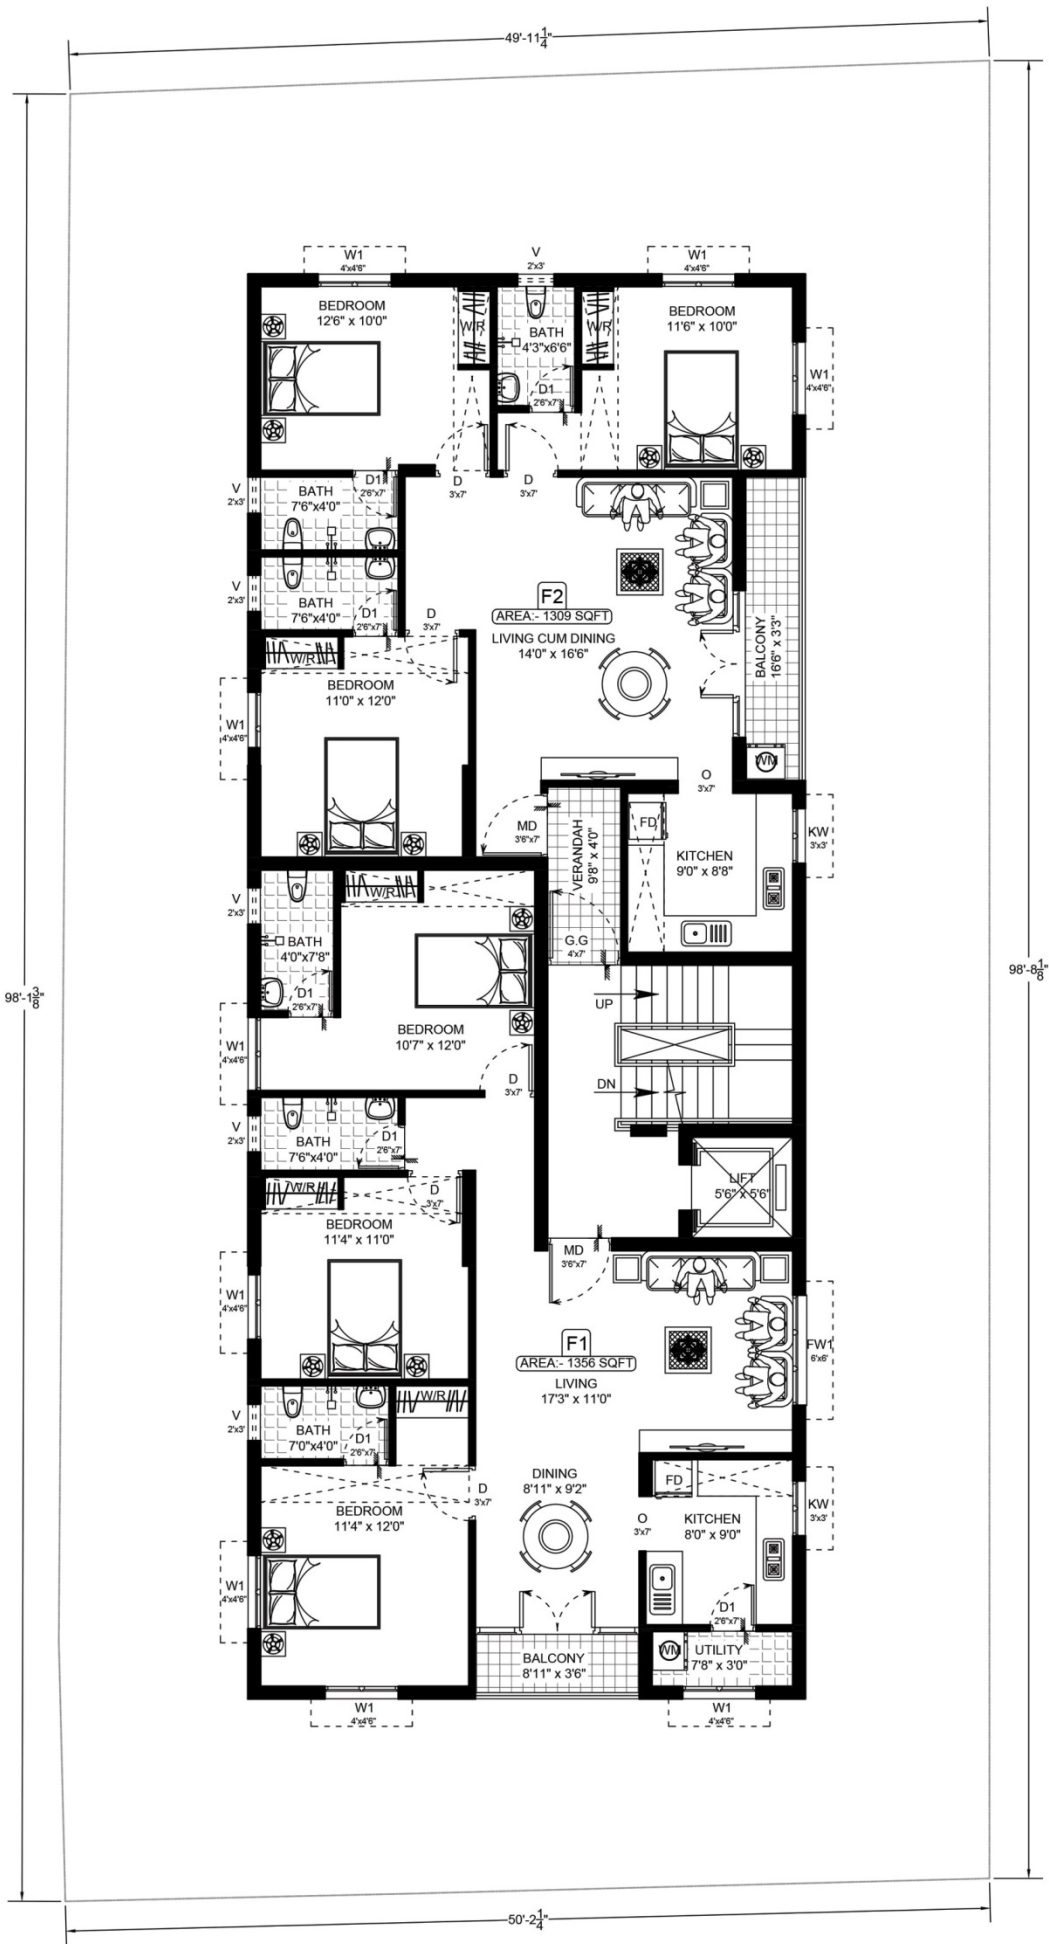 49'-11 1/4"
W1
4'x4'6"
V
2'x3'
W1
4'x4'6"
BEDROOM
12'6" x 10'0"
W/R
BATH
4'3"x6'6"
W/R
BEDROOM
11'6" x 10'0"
W1
4'x4'6"
D1
2'6"x7'
V
2'x3'
BATH
7'6"x4'0"
D1
2'6"x7'
D
3'x7'
D
3'x7'
V
2'x3'
BATH
7'6"x4'0"
D1
2'6"x7'
D
3'x7'
F2
AREA:- 1309 SQFT
LIVING CUM DINING
14'0" x 16'6"
BALCONY
16'6" x 3'3"
W/R
BEDROOM
11'0" x 12'0"
W1
4'x4'6"
WM
O
3'x7'
MD
3'6"x7'
VERANDAH
9'8" x 4'0"
FD
KITCHEN
9'0" x 8'8"
KW
3'x3'
W/R
V
2'x3'
BATH
4'0"x7'8"
G.G
4'x7'
D1
2'6"x7'
98'-1 3/8"
98'-8 1/8"
UP
W1
4'x4'6"
BEDROOM
10'7" x 12'0"
D
3'x7'
DN
V
2'x3'
BATH
7'6"x4'0"
D1
2'6"x7'
LIFT
5'6" x 5'6"
W/R
D
3'x7'
BEDROOM
11'4" x 11'0"
MD
3'6"x7'
W1
4'x4'6"
F1
AREA:- 1356 SQFT
LIVING
17'3" x 11'0"
FW1
6'x6'
W/R
V
2'x3'
BATH
7'0"x4'0"
D1
2'6"x7'
DINING
8'11" x 9'2"
FD
D
3'x7'
BEDROOM
11'4" x 12'0"
O
3'x7'
KITCHEN
8'0" x 9'0"
KW
3'x3'
W1
4'x4'6"
D1
2'6"x7'
BALCONY
8'11" x 3'6"
WM
UTILITY
7'8" x 3'0"
W1
4'x4'6"
W1
4'x4'6"
50'-2 1/4"